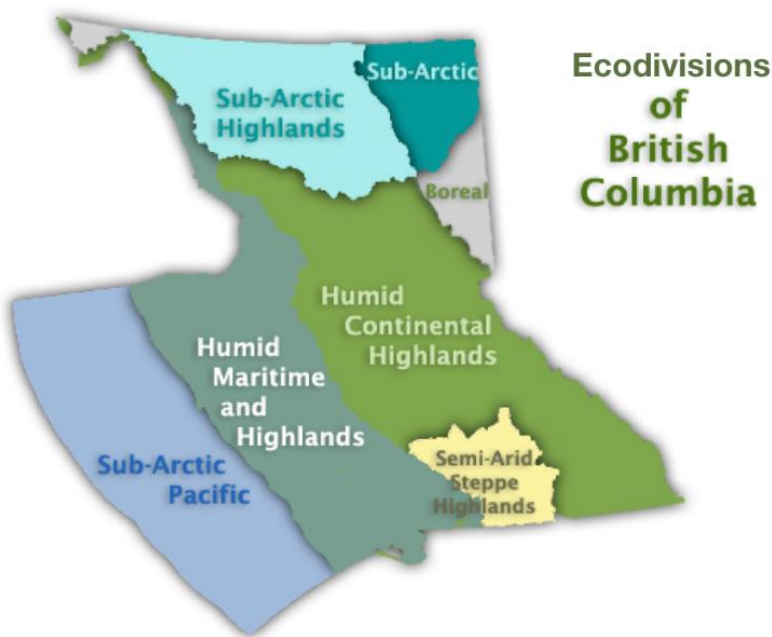 Ecodivisions
of
British
Columbia
Sub-Arctic
Highlands
Sub-Arctic
Boreal
Humid
Continental
Highlands
Humid
Maritime
and
Highlands
Semi-Arid
Steppe
Highlands
Sub-Arctic
Pacific